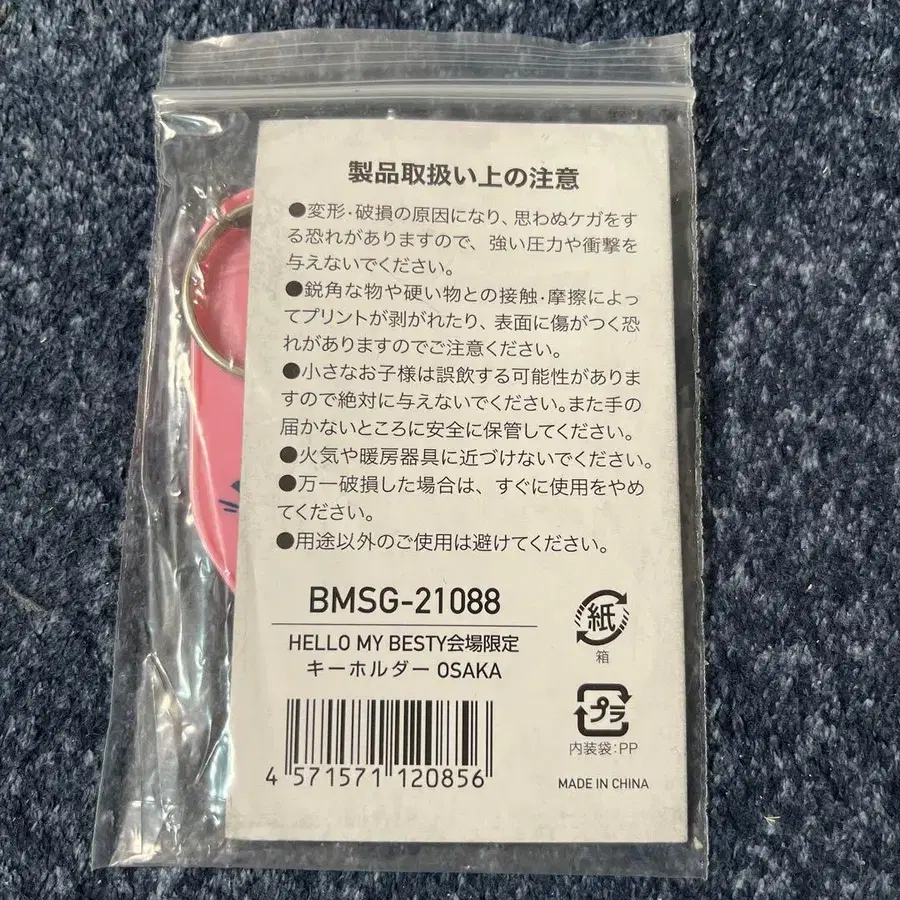 製品取扱い上の注意
●変形・破損の原因になり、思わぬケガをす
る恐れがありますので、強い圧力や衝撃を
与えないでください。
●鋭角な物や硬い物との接触・摩擦によっ
てプリントが剥がれたり、表面に傷がつく恐
れがありますのでご注意ください。
●小さなお子様は誤飲する可能性がありま
すので絶対に与えないでください。また手の
届かないところに安全に保管してください。
●火気や暖房器具に近づけないでください。
●万一破損した場合は、すぐに使用をやめ
てください。
●用途以外のご使用は避けてください。
BMSG-21088
HELLO MY BESTY会場限定
キーホルダー OSAKA
4 571571 120856
紙
箱
プラ
内装袋:PP
MADE IN CHINA